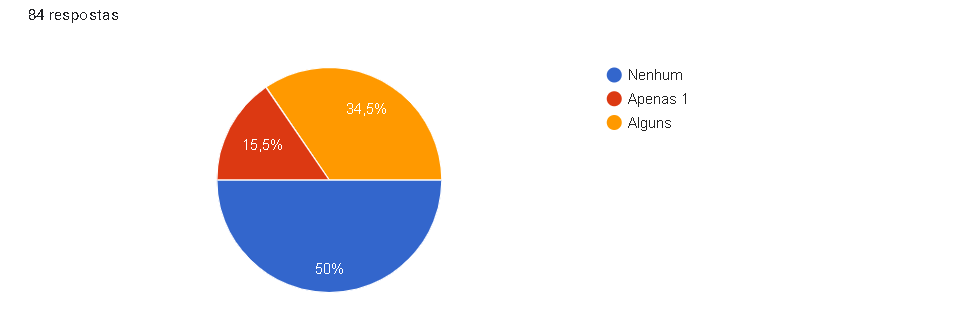 84 respostas
Nenhum
Apenas 1
Alguns
34,5%
15,5%
50%